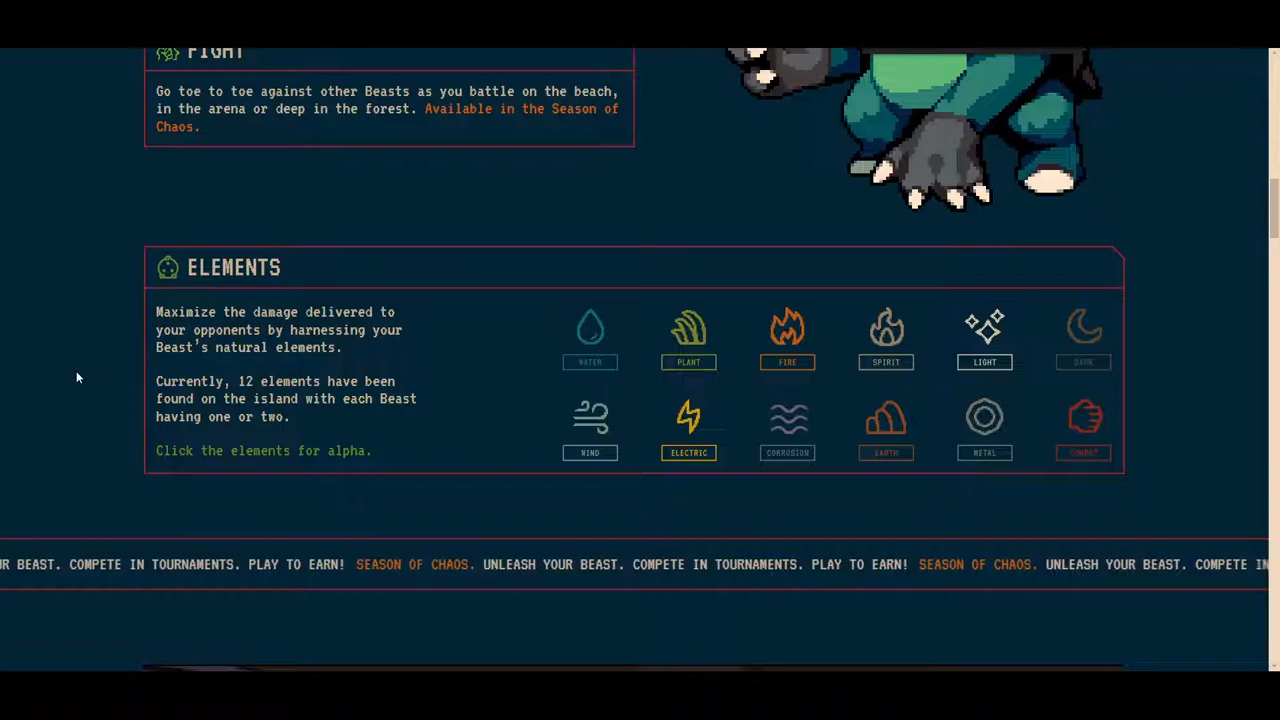 FIGHT
Go toe to toe against other Beasts as you battle on the beach,
in the arena or deep in the forest. Available in the Season of
Chaos.
ELEMENTS
Maximize the damage delivered to
your opponents by harnessing your
Beast's natural elements.
Currently, 12 elements have been
found on the island with each Beast
having one or two.
Click the elements for alpha.
WATER PLANT FIRE SPIRIT LIGHT DARK
WIND ELECTRIC CORROSION EARTH METAL COMBAT
UR BEAST. COMPETE IN TOURNAMENTS. PLAY TO EARN! SEASON OF CHAOS. UNLEASH YOUR BEAST. COMPETE IN TOURNAMENTS. PLAY TO EARN! SEASON OF CHAOS. UNLEASH YOUR BEAST. COMPETE IN